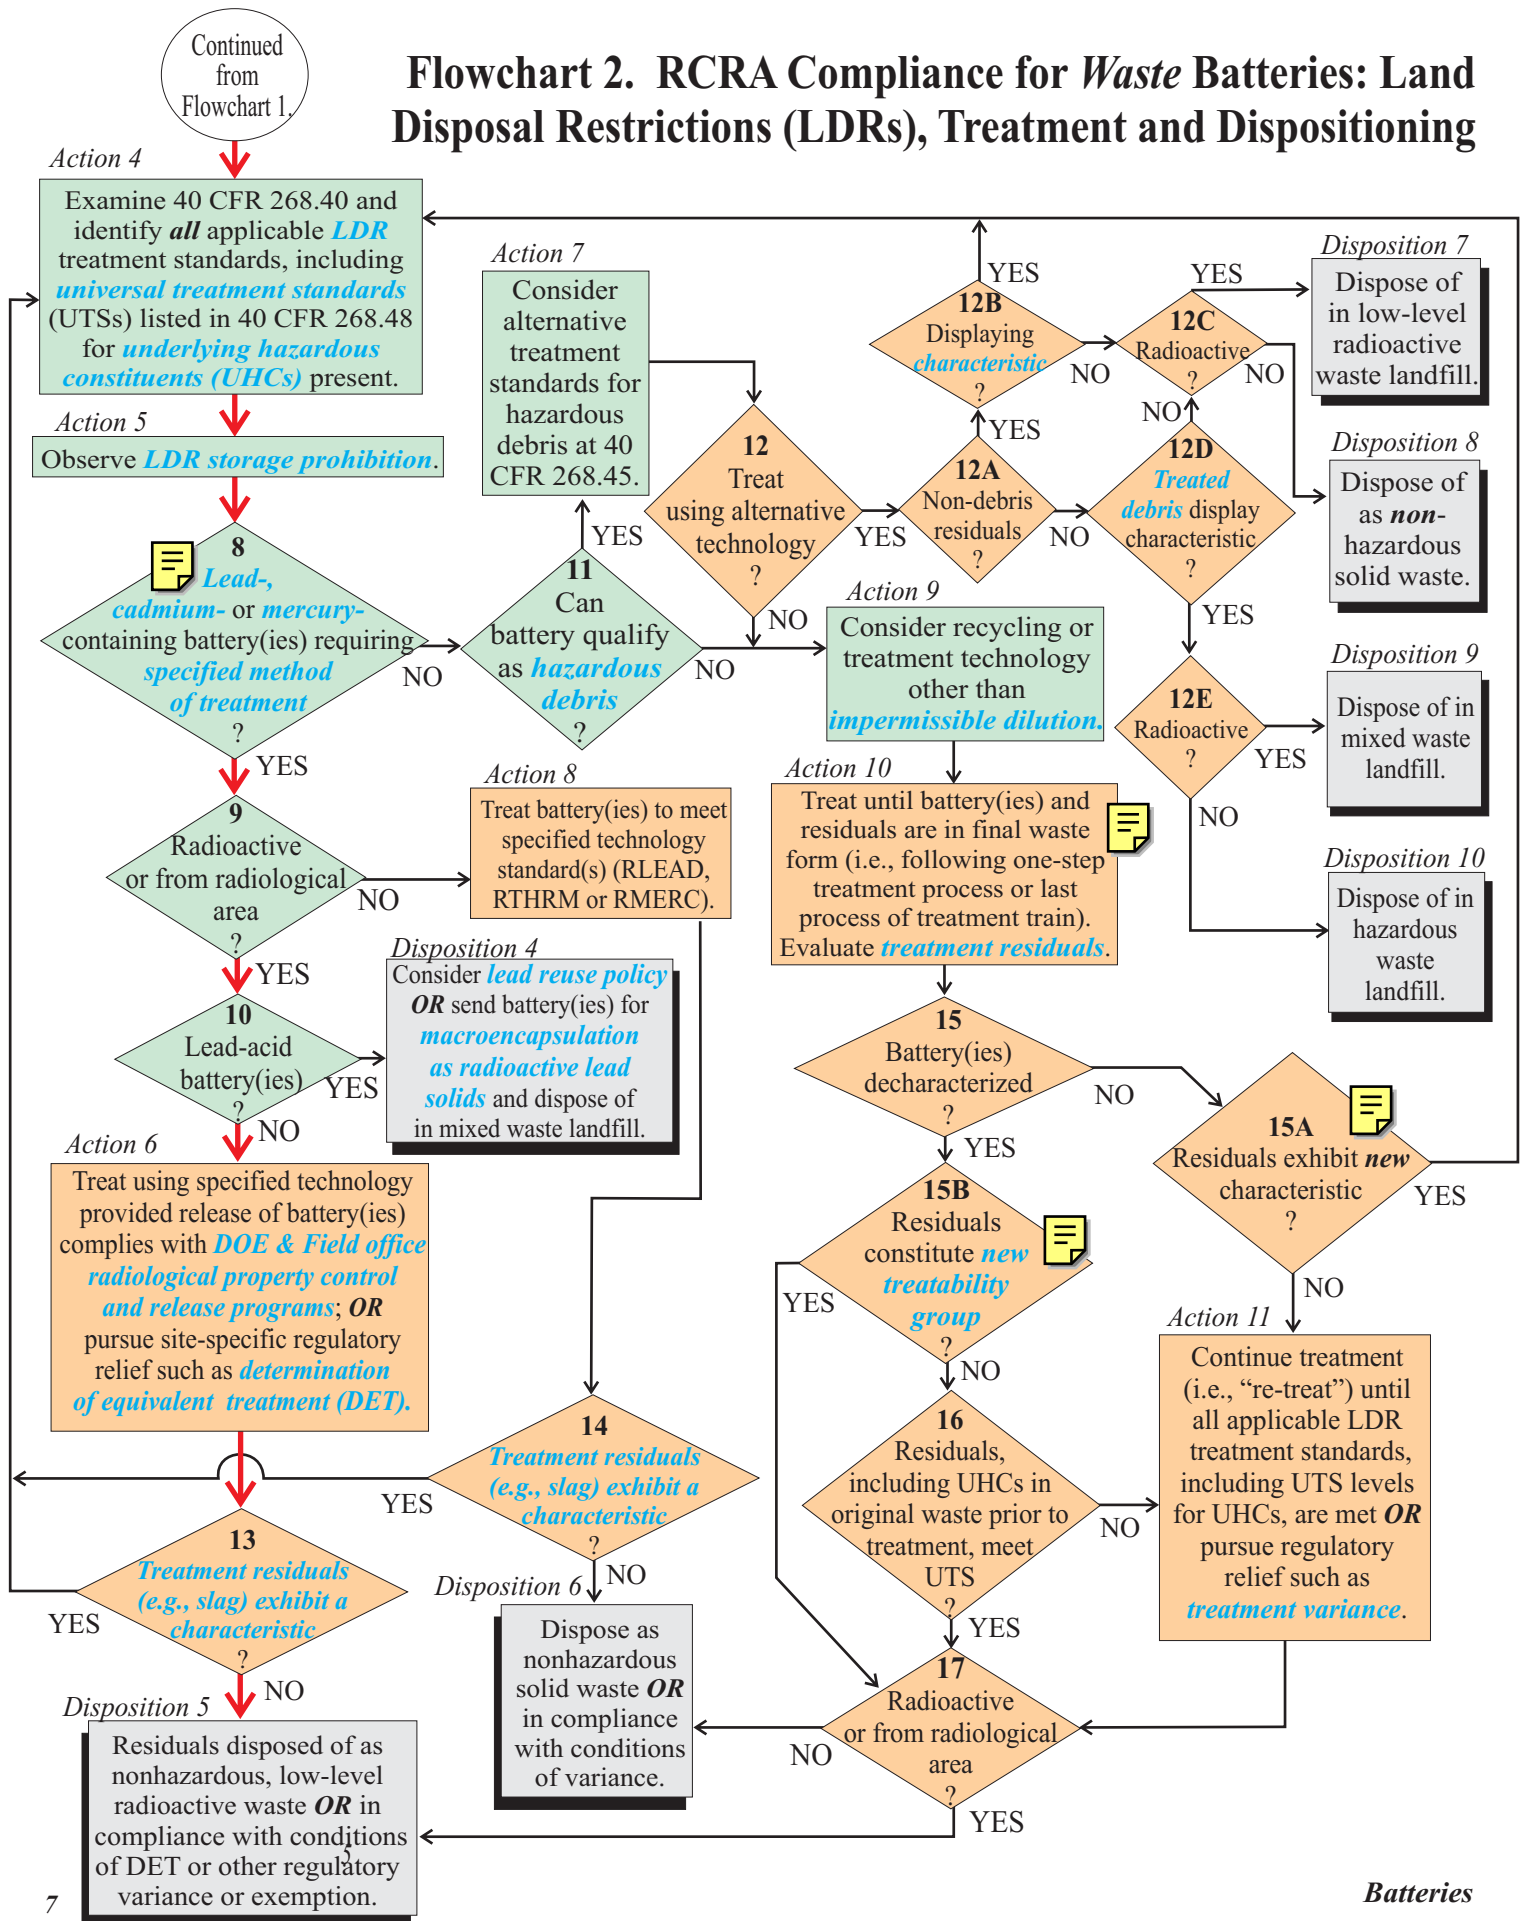 Continued
from
Flowchart 1.
Flowchart 2.  RCRA Compliance for Waste Batteries: Land
Disposal Restrictions (LDRs), Treatment and Dispositioning
Action 4
Examine 40 CFR 268.40 and
identify all applicable LDR
treatment standards, including
universal treatment standards
(UTSs) listed in 40 CFR 268.48
for underlying hazardous
constituents (UHCs) present.
Action 5
Observe LDR storage prohibition.
8
Lead-,
cadmium- or mercury-
containing battery(ies) requiring
specified method
of treatment
?
NO
YES
9
Radioactive
or from radiological
area
?
NO
YES
10
Lead-acid
battery(ies)
?
YES
NO
Action 6
Treat using specified technology
provided release of battery(ies)
complies with DOE & Field office
radiological property control
and release programs; OR
pursue site-specific regulatory
relief such as determination
of equivalent treatment (DET).
13
Treatment residuals
(e.g., slag) exhibit a
characteristic
?
YES
NO
Disposition 5
Residuals disposed of as
nonhazardous, low-level
radioactive waste OR in
compliance with conditions
of DET or other regulatory
variance or exemption.
5
Action 7
Consider
alternative
treatment
standards for
hazardous
debris at 40
CFR 268.45.
YES
11
Can
battery qualify
as hazardous
debris
?
NO
Action 8
Treat battery(ies) to meet
specified technology
standard(s) (RLEAD,
RTHRM or RMERC).
Disposition 4
Consider lead reuse policy
OR send battery(ies) for
macroencapsulation
as radioactive lead
solids and dispose of
in mixed waste landfill.
14
Treatment residuals
(e.g., slag) exhibit a
characteristic
?
YES
NO
Disposition 6
Dispose as
nonhazardous
solid waste OR
in compliance
with conditions
of variance.
12
Treat
using alternative
technology
?
YES
NO
12A
Non-debris
residuals
?
YES
NO
12B
Displaying
characteristic
?
YES
NO
12C
Radioactive
?
YES
NO
12D
Treated
debris display
characteristic
?
NO
YES
12E
Radioactive
?
YES
NO
Disposition 7
Dispose of
in low-level
radioactive
waste landfill.
Disposition 8
Dispose of
as non-
hazardous
solid waste.
Disposition 9
Dispose of in
mixed waste
landfill.
Disposition 10
Dispose of in
hazardous
waste
landfill.
Action 9
Consider recycling or
treatment technology
other than
impermissible dilution.
Action 10
Treat until battery(ies) and
residuals are in final waste
form (i.e., following one-step
treatment process or last
process of treatment train).
Evaluate treatment residuals.
15
Battery(ies)
decharacterized
?
NO
YES
15A
Residuals exhibit new
characteristic
?
YES
NO
15B
Residuals
constitute new
treatability
group
?
YES
NO
Action 11
Continue treatment
(i.e., “re-treat”) until
all applicable LDR
treatment standards,
including UTS levels
for UHCs, are met OR
pursue regulatory
relief such as
treatment variance.
16
Residuals,
including UHCs in
original waste prior to
treatment, meet
UTS
?
NO
YES
17
Radioactive
or from radiological
area
?
NO
YES
7
Batteries